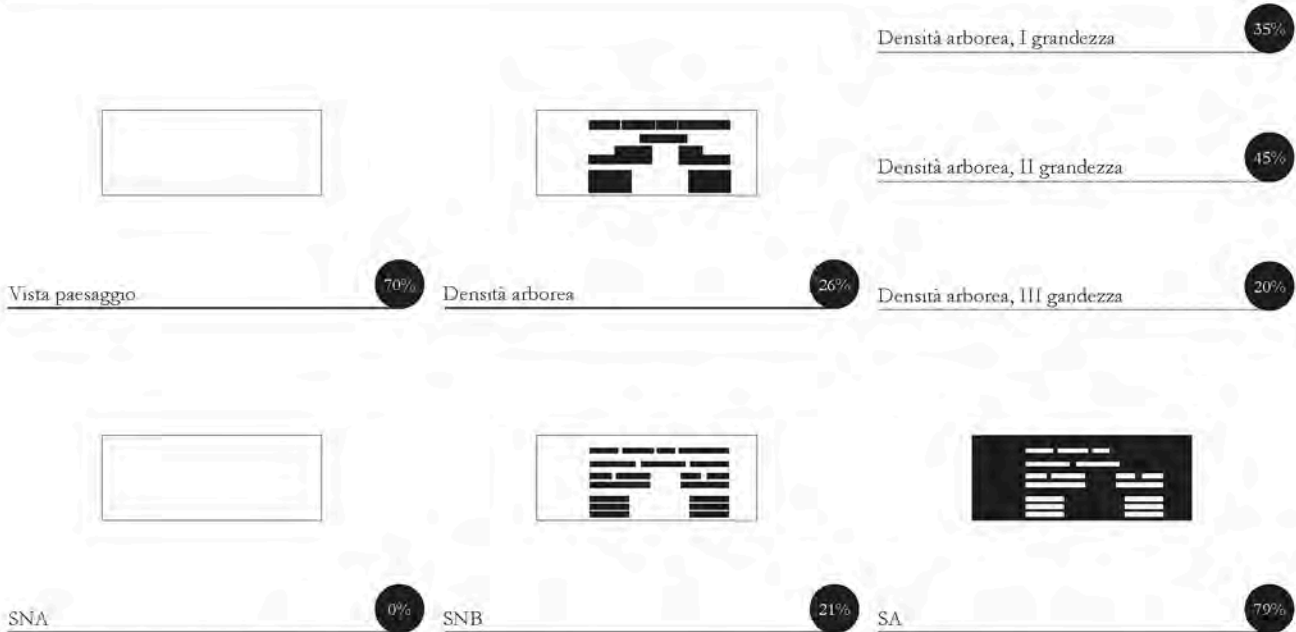 Densità arborea, I grandezza 35%
Densità arborea, II grandezza 45%
Vista paesaggio 70%
Densità arborea 26%
Densità arborea, III gandezza 20%
SNA 0%
SNB 21%
SA 79%